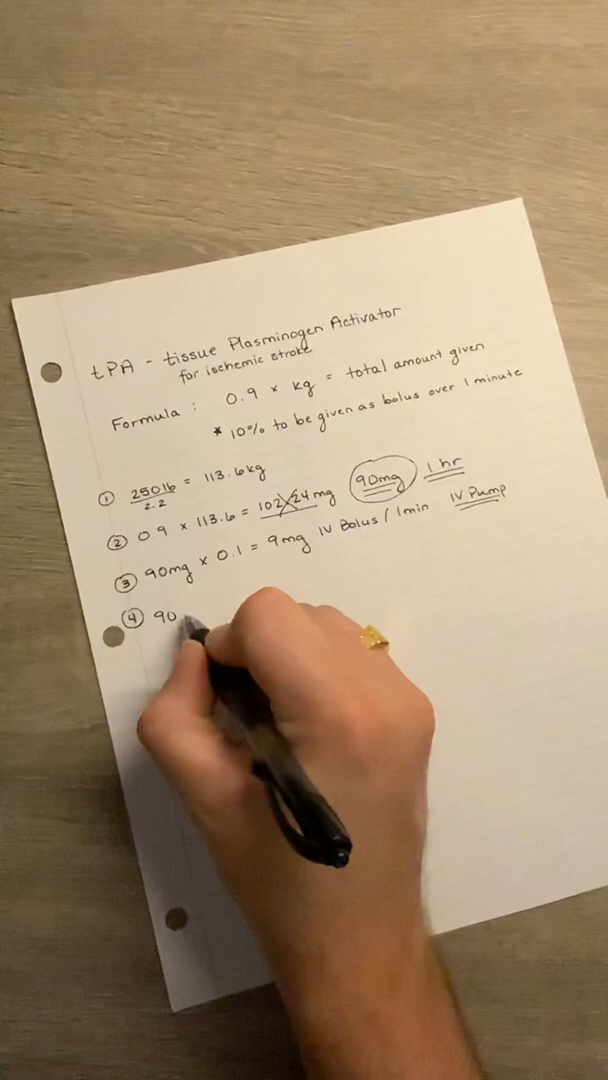 tPA - tissue Plasminogen Activator
for ischemic stroke
Formula : 0.9 × kg = total amount given
* 10% to be given as bolus over 1 minute
① 250lb / 2.2 = 113.6kg
② 0.9 × 113.6 = 102.24mg 90mg 1 hr
③ 90mg × 0.1 = 9mg IV Bolus / 1min IV Pump
④ 90